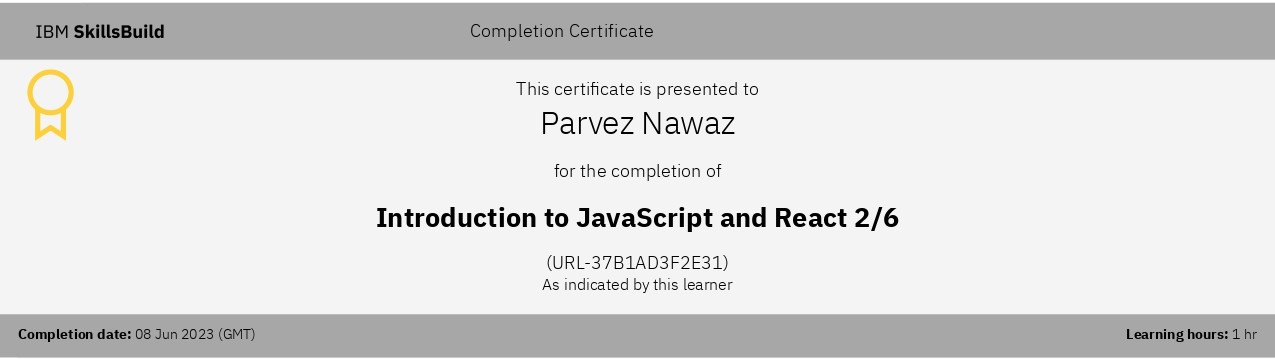 IBM SkillsBuild
Completion Certificate
This certificate is presented to
Parvez Nawaz
for the completion of
Introduction to JavaScript and React 2/6
(URL-37B1AD3F2E31)
As indicated by this learner
Completion date: 08 Jun 2023 (GMT)
Learning hours: 1 hr